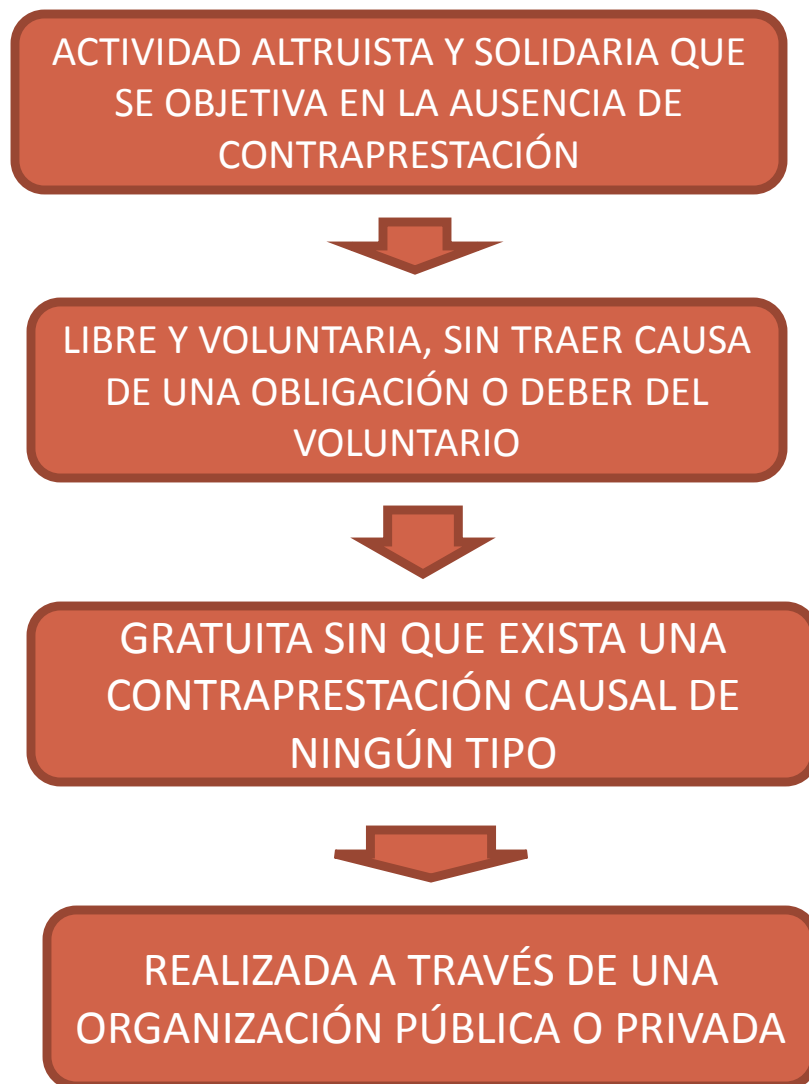 ACTIVIDAD ALTRUISTA Y SOLIDARIA QUE
SE OBJETIVA EN LA AUSENCIA DE
CONTRAPRESTACIÓN
LIBRE Y VOLUNTARIA, SIN TRAER CAUSA
DE UNA OBLIGACIÓN O DEBER DEL
VOLUNTARIO
GRATUITA SIN QUE EXISTA UNA
CONTRAPRESTACIÓN CAUSAL DE
NINGÚN TIPO
REALIZADA A TRAVÉS DE UNA
ORGANIZACIÓN PÚBLICA O PRIVADA